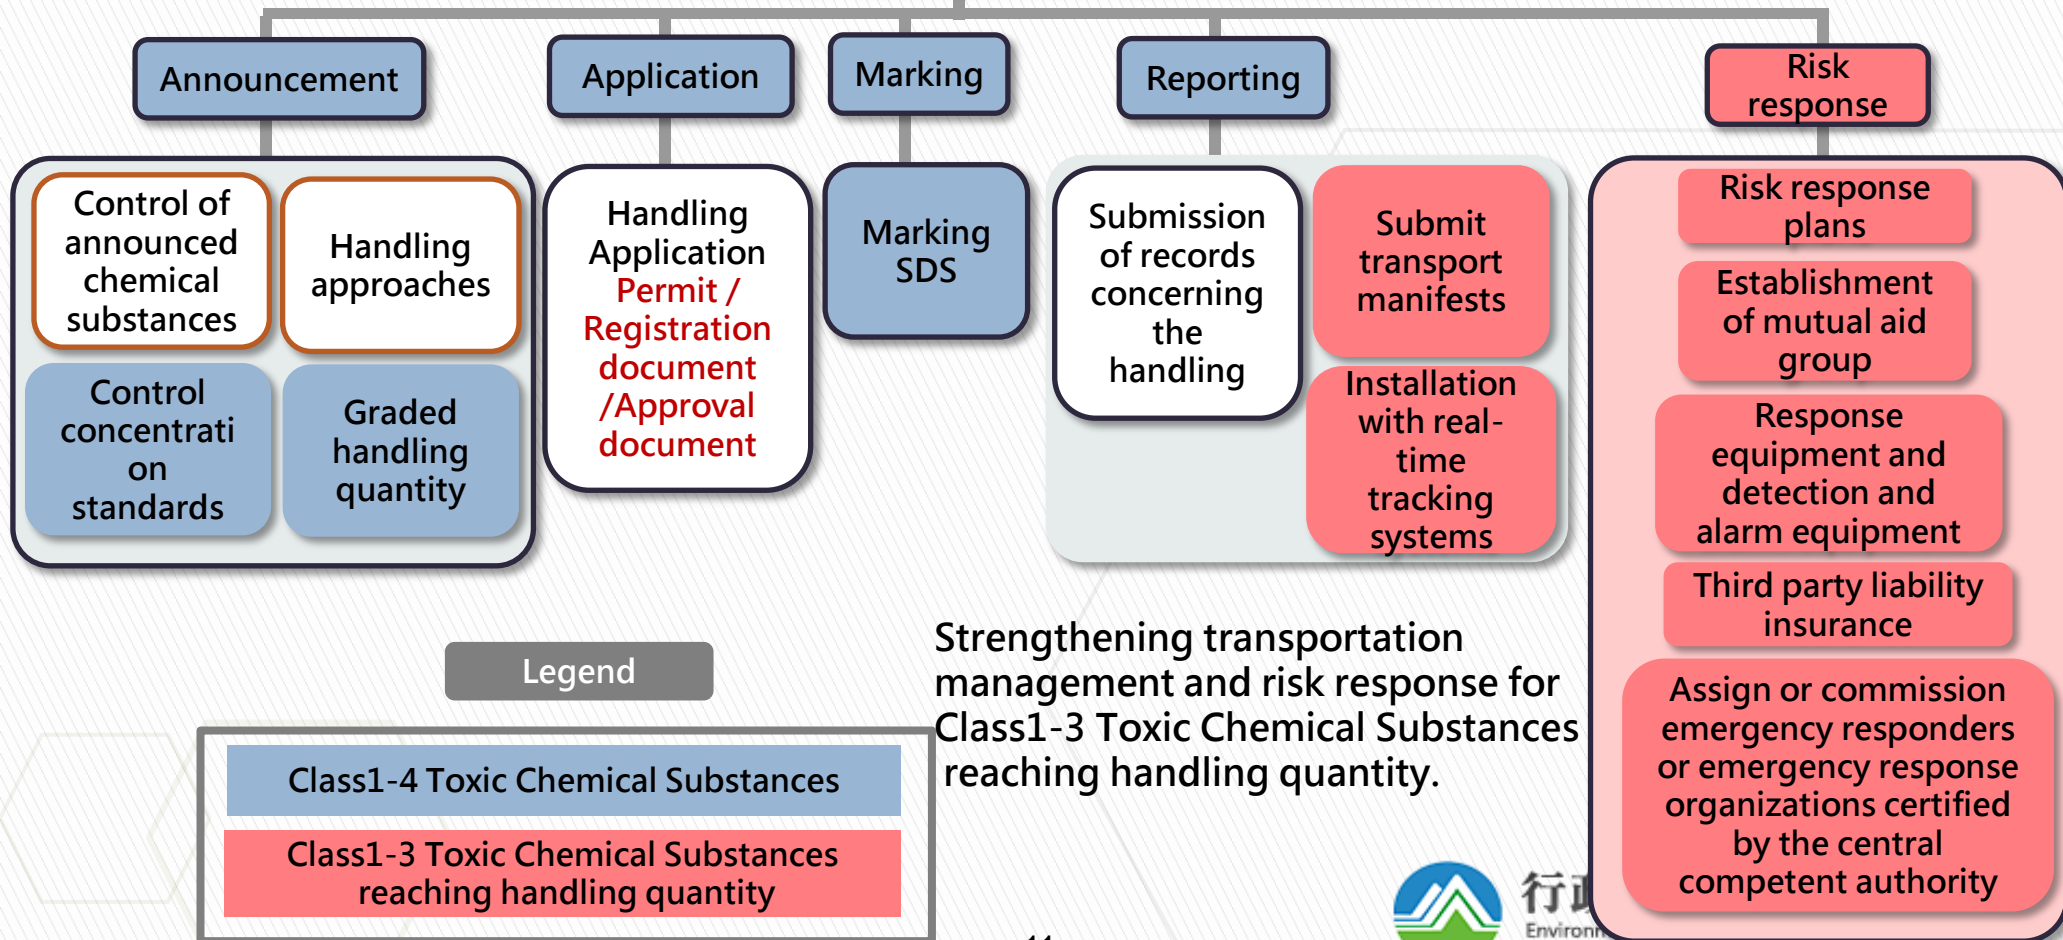 Announcement
Application
Marking
Reporting
Risk
response
Control of
announced
chemical
substances
Handling
approaches
Control
concentrati
on
standards
Graded
handling
quantity
Handling
Application
Permit /
Registration
document
/Approval
document
Marking
SDS
Submission
of records
concerning
the
handling
Submit
transport
manifests
Installation
with real-
time
tracking
systems
Risk response
plans
Establishment
of mutual aid
group
Response
equipment and
detection and
alarm equipment
Third party liability
insurance
Assign or commission
emergency responders
or emergency response
organizations certified
by the central
competent authority
Strengthening transportation
management and risk response for
Class1-3 Toxic Chemical Substances
reaching handling quantity.
Legend
Class1-4 Toxic Chemical Substances
Class1-3 Toxic Chemical Substances
reaching handling quantity
行